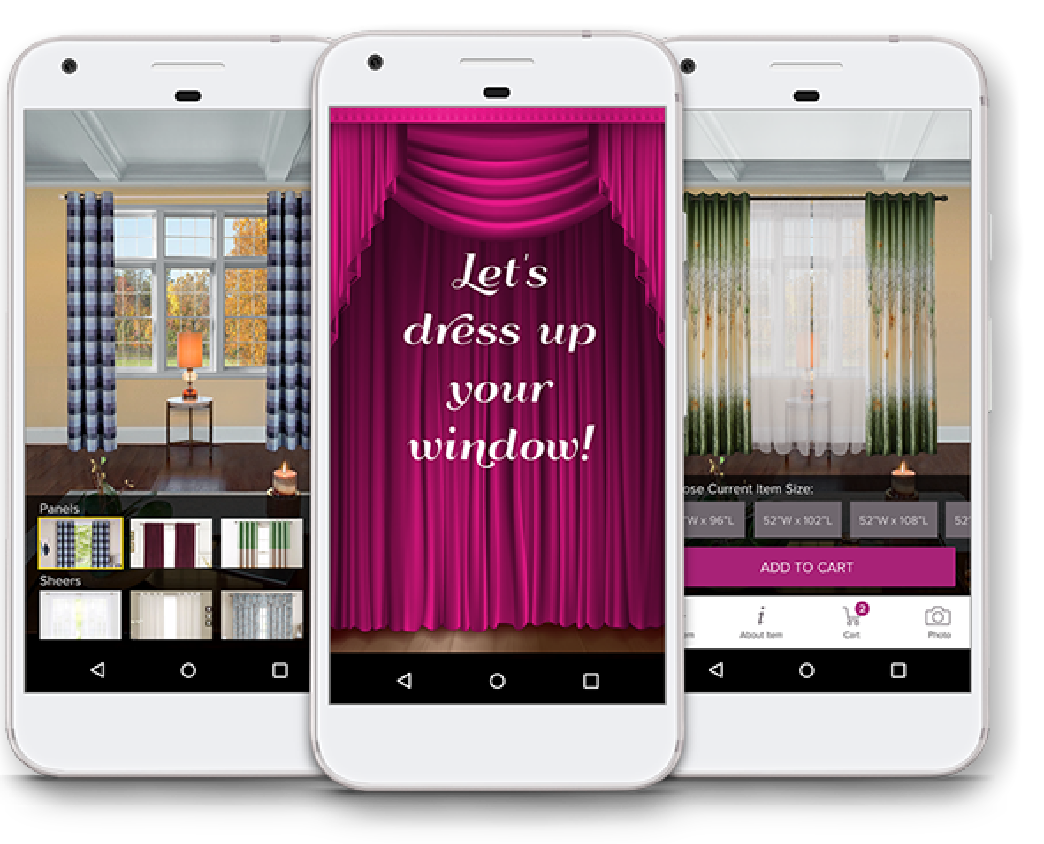 Panels
Sheers
Let's
dress up
your
window!
ose Current Item Size:
"W x 96"L
52"W x 102"L
52"W x 108"L
52"
ADD TO CART
em
i
About Item
2
Cart
Photo